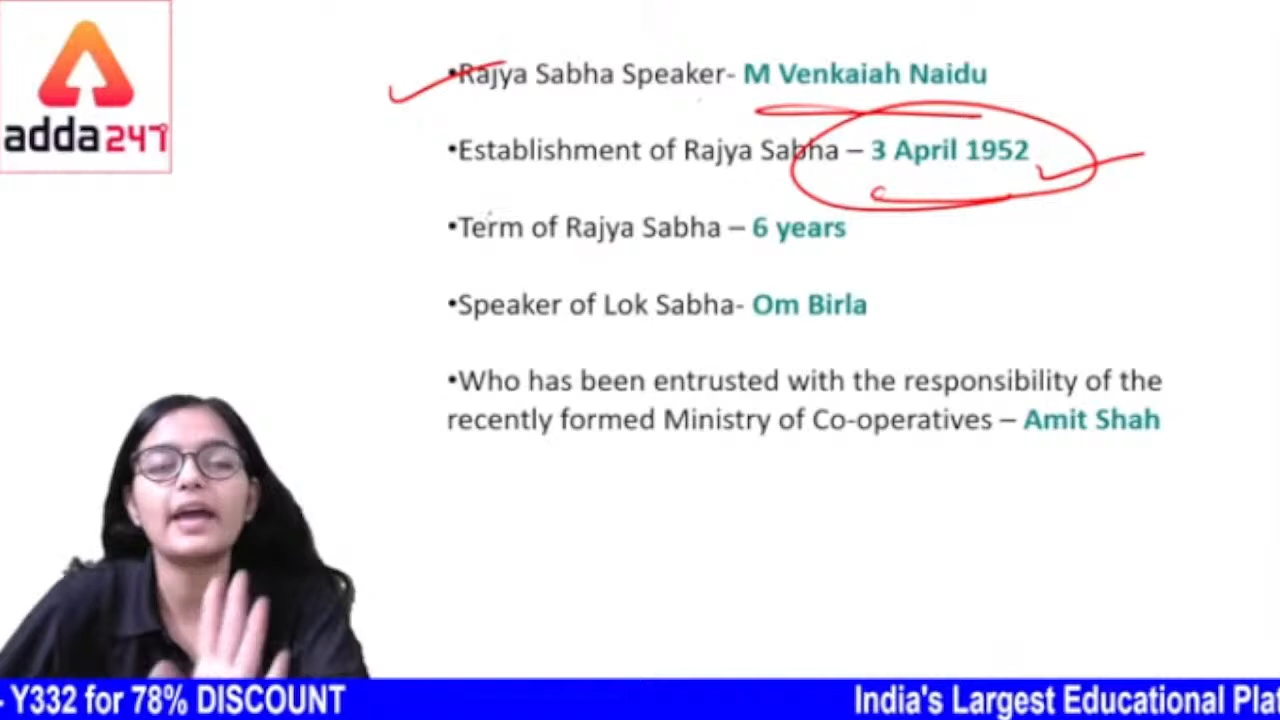 adda247
•Rajya Sabha Speaker- M Venkaiah Naidu
•Establishment of Rajya Sabha – 3 April 1952
•Term of Rajya Sabha – 6 years
•Speaker of Lok Sabha- Om Birla
•Who has been entrusted with the responsibility of the
recently formed Ministry of Co-operatives – Amit Shah
- Y332 for 78% DISCOUNT
India's Largest Educational Plat